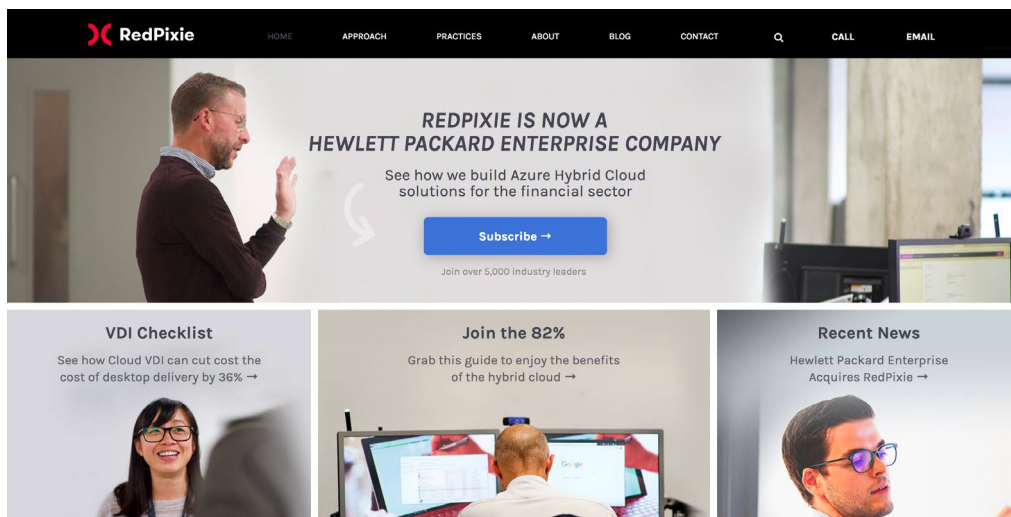 RedPixie
HOME
APPROACH
PRACTICES
ABOUT
BLOG
CONTACT
CALL
EMAIL
REDPIXIE IS NOW A
HEWLETT PACKARD ENTERPRISE COMPANY
See how we build Azure Hybrid Cloud
solutions for the financial sector
Subscribe →
Join over 5,000 industry leaders
VDI Checklist
See how Cloud VDI can cut cost the
cost of desktop delivery by 36% →
Join the 82%
Grab this guide to enjoy the benefits
of the hybrid cloud →
Google
Recent News
Hewlett Packard Enterprise
Acquires RedPixie →